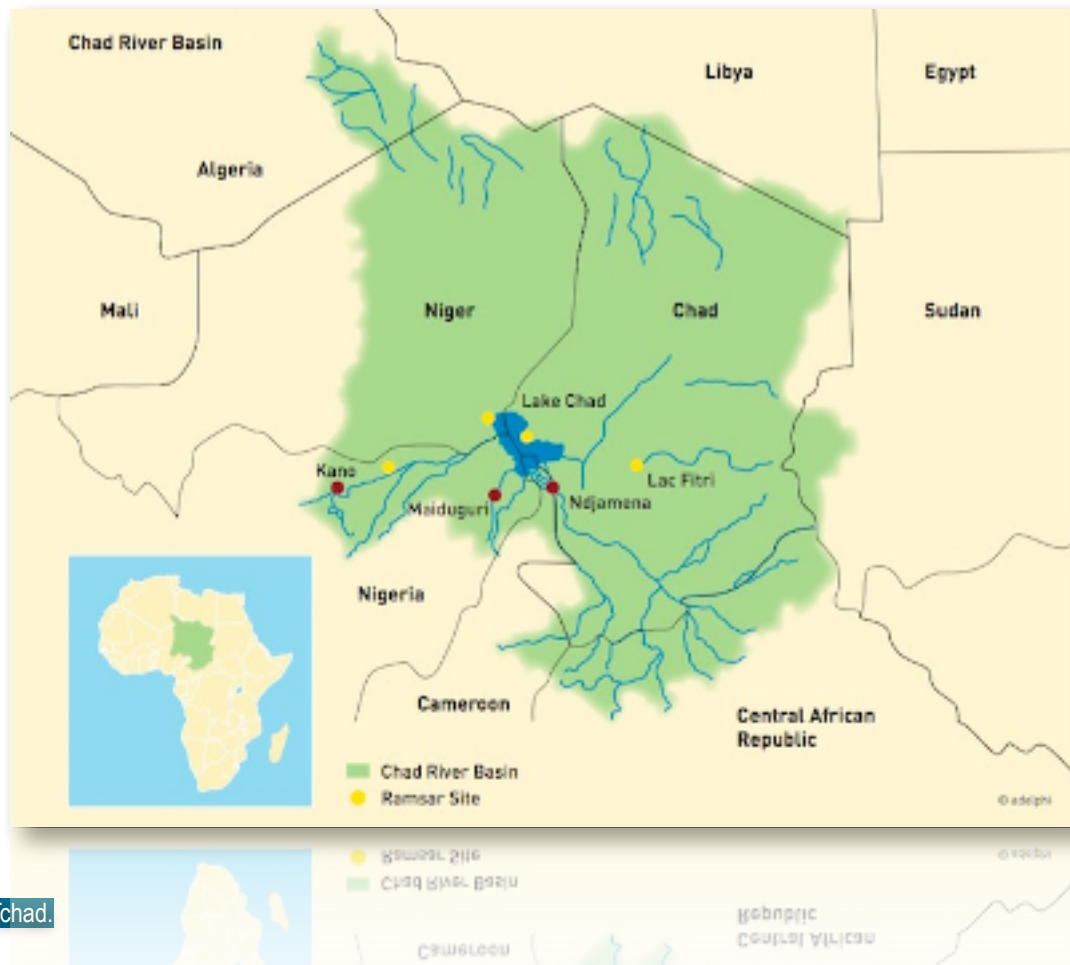 Chad River Basin
Libya
Egypt
Algeria
Mali
Niger
Chad
Sudan
Lake Chad
Kano
Lac Fitri
Maiduguri
Ndjamena
Nigeria
Cameroon
Central African
Republic
Chad River Basin
Ramsar Site
© adelphi
Tchad.